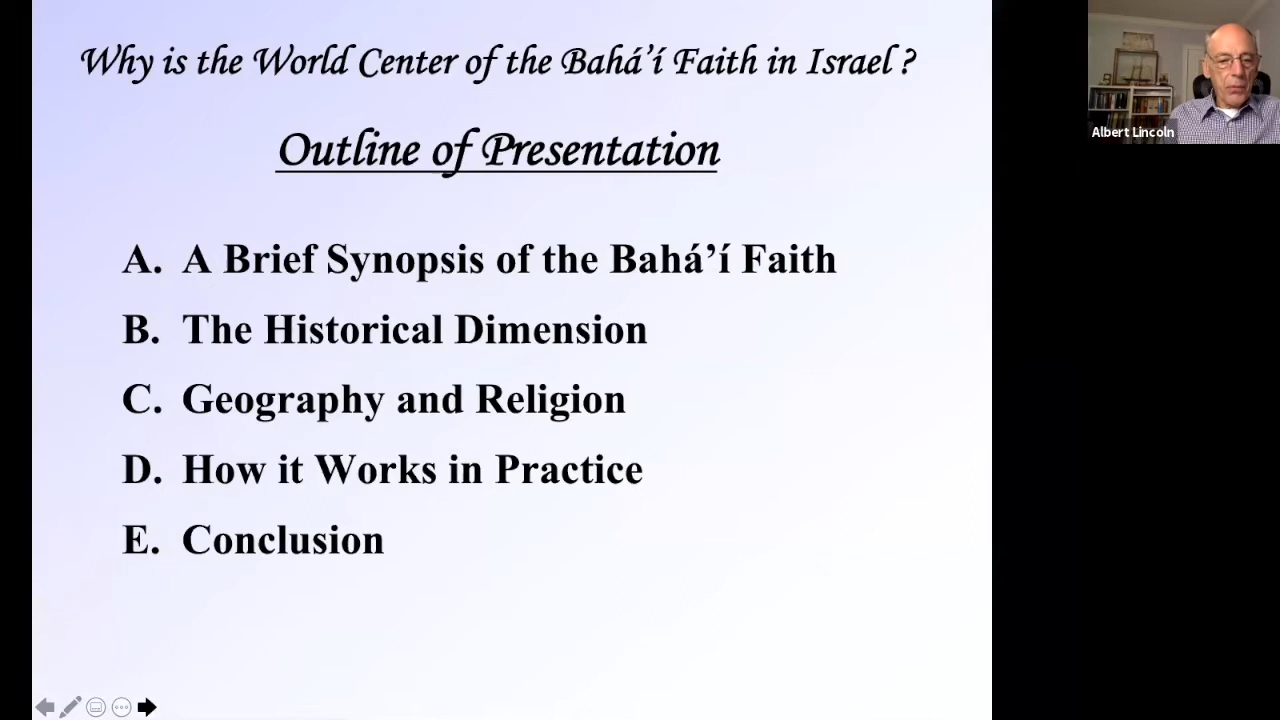 Why is the World Center of the Bahá’í Faith in Israel ?
Outline of Presentation
A. A Brief Synopsis of the Bahá’í Faith
B. The Historical Dimension
C. Geography and Religion
D. How it Works in Practice
E. Conclusion
Albert Lincoln